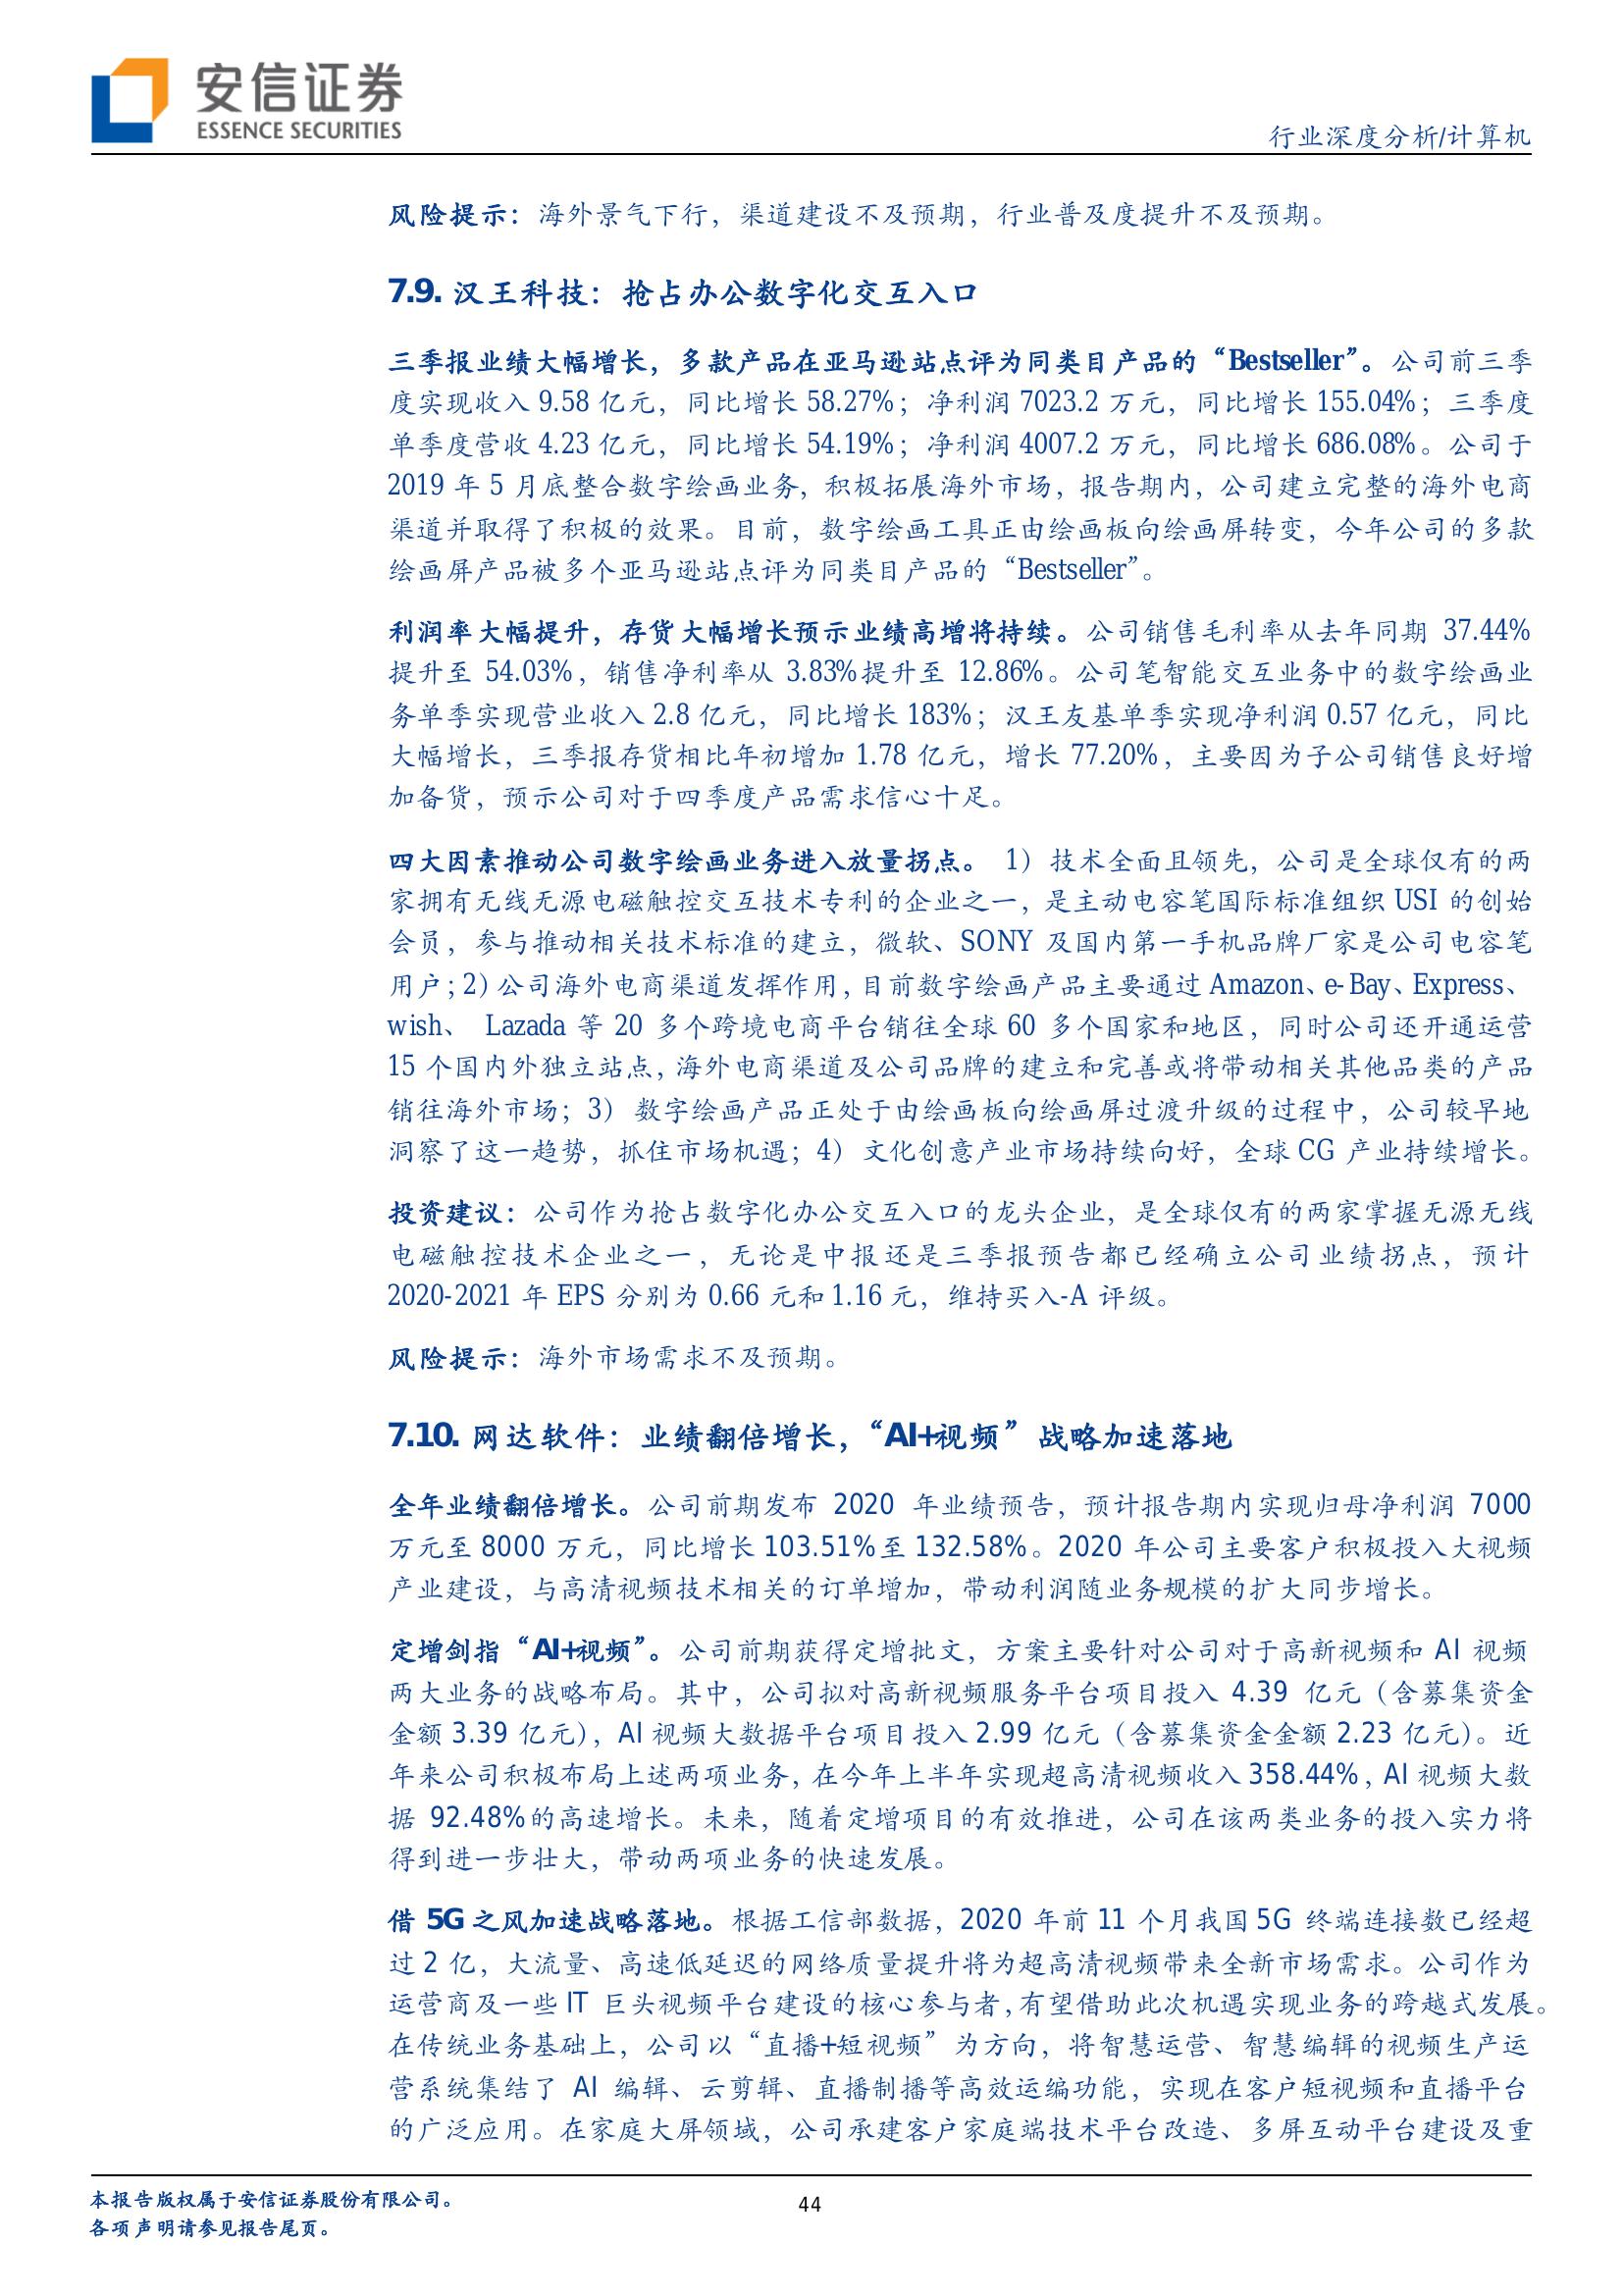 安信证券
ESSENCE SECURITIES
行业深度分析/计算机
风险提示：海外景气下行，渠道建设不及预期，行业普及度提升不及预期。
7.9. 汉王科技：抢占办公数字化交互入口
三季报业绩大幅增长，多款产品在亚马逊站点评为同类目产品的“Bestseller”。公司前三季
度实现收入 9.58 亿元，同比增长 58.27%；净利润 7023.2 万元，同比增长 155.04%；三季度
单季度营收 4.23 亿元，同比增长 54.19%；净利润 4007.2 万元，同比增长 686.08%。公司于
2019 年 5 月底整合数字绘画业务，积极拓展海外市场，报告期内，公司建立完整的海外电商
渠道并取得了积极的效果。目前，数字绘画工具正由绘画板向绘画屏转变，今年公司的多款
绘画屏产品被多个亚马逊站点评为同类目产品的“Bestseller”。
利润率大幅提升，存货大幅增长预示业绩高增将持续。公司销售毛利率从去年同期 37.44%
提升至 54.03%，销售净利率从 3.83%提升至 12.86%。公司笔智能交互业务中的数字绘画业
务单季实现营业收入 2.8 亿元，同比增长 183%；汉王友基单季实现净利润 0.57 亿元，同比
大幅增长，三季报存货相比年初增加 1.78 亿元，增长 77.20%，主要因为子公司销售良好增
加备货，预示公司对于四季度产品需求信心十足。
四大因素推动公司数字绘画业务进入放量拐点。 1）技术全面且领先，公司是全球仅有的两
家拥有无线无源电磁触控交互技术专利的企业之一，是主动电容笔国际标准组织 USI 的创始
会员，参与推动相关技术标准的建立，微软、SONY 及国内第一手机品牌厂家是公司电容笔
用户；2）公司海外电商渠道发挥作用，目前数字绘画产品主要通过 Amazon、e-Bay、Express、
wish、 Lazada 等 20 多个跨境电商平台销往全球 60 多个国家和地区，同时公司还开通运营
15 个国内外独立站点，海外电商渠道及公司品牌的建立和完善或将带动相关其他品类的产品
销往海外市场；3） 数字绘画产品正处于由绘画板向绘画屏过渡升级的过程中，公司较早地
洞察了这一趋势，抓住市场机遇；4） 文化创意产业市场持续向好，全球 CG 产业持续增长。
投资建议：公司作为抢占数字化办公交互入口的龙头企业，是全球仅有的两家掌握无源无线
电磁触控技术企业之一，无论是中报还是三季报预告都已经确立公司业绩拐点，预计
2020-2021 年 EPS 分别为 0.66 元和 1.16 元，维持买入-A 评级。
风险提示：海外市场需求不及预期。
7.10. 网达软件：业绩翻倍增长，“AI+视频”战略加速落地
全年业绩翻倍增长。公司前期发布 2020 年业绩预告，预计报告期内实现归母净利润 7000
万元至 8000 万元，同比增长 103.51%至 132.58%。2020 年公司主要客户积极投入大视频
产业建设，与高清视频技术相关的订单增加，带动利润随业务规模的扩大同步增长。
定增剑指“AI+视频”。公司前期获得定增批文，方案主要针对公司对于高新视频和 AI 视频
两大业务的战略布局。其中，公司拟对高新视频服务平台项目投入 4.39 亿元（含募集资金
金额 3.39 亿元），AI 视频大数据平台项目投入 2.99 亿元（含募集资金金额 2.23 亿元）。近
年来公司积极布局上述两项业务，在今年上半年实现超高清视频收入 358.44%，AI 视频大数
据 92.48%的高速增长。未来，随着定增项目的有效推进，公司在该两类业务的投入实力将
得到进一步壮大，带动两项业务的快速发展。
借 5G 之风加速战略落地。根据工信部数据，2020 年前 11 个月我国 5G 终端连接数已经超
过 2 亿，大流量、高速低延迟的网络质量提升将为超高清视频带来全新市场需求。公司作为
运营商及一些 IT 巨头视频平台建设的核心参与者，有望借助此次机遇实现业务的跨越式发展。
在传统业务基础上，公司以“直播+短视频”为方向，将智慧运营、智慧编辑的视频生产运
营系统集结了 AI 编辑、云剪辑、直播制播等高效运编功能，实现在客户短视频和直播平台
的广泛应用。在家庭大屏领域，公司承建客户家庭端技术平台改造、多屏互动平台建设及重
本报告版权属于安信证券股份有限公司。
各项声明请参见报告尾页。
44